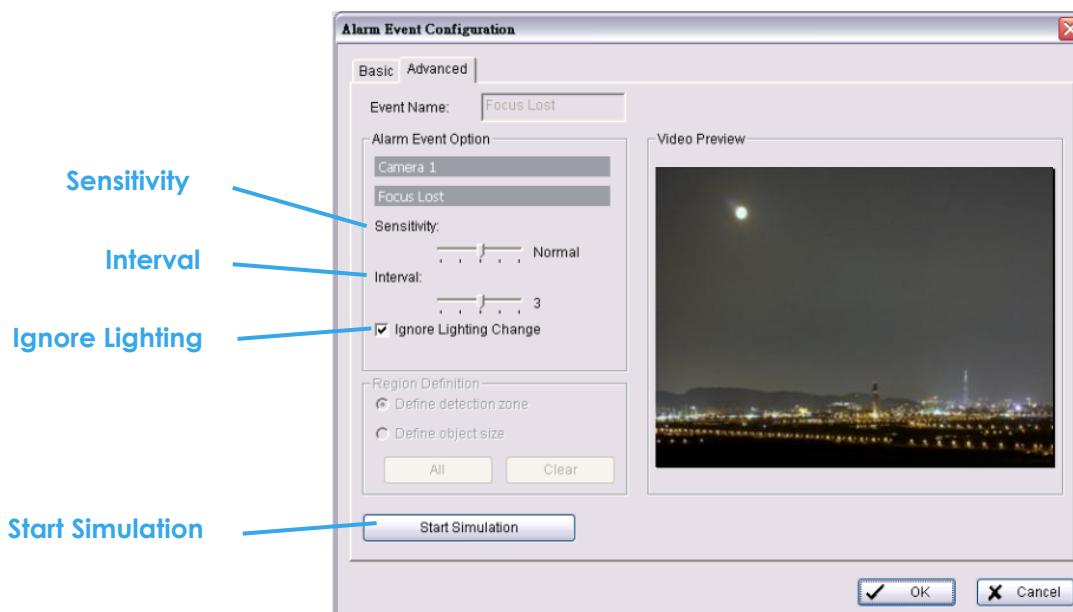 Alarm Event Configuration
Basic
Advanced
Event Name:
Focus Lost
Alarm Event Option
Camera 1
Focus Lost
Sensitivity:
Normal
Interval:
3
Ignore Lighting Change
Region Definition
Define detection zone
Define object size
All
Clear
Start Simulation
Video Preview
OK
Cancel
Sensitivity
Interval
Ignore Lighting
Start Simulation